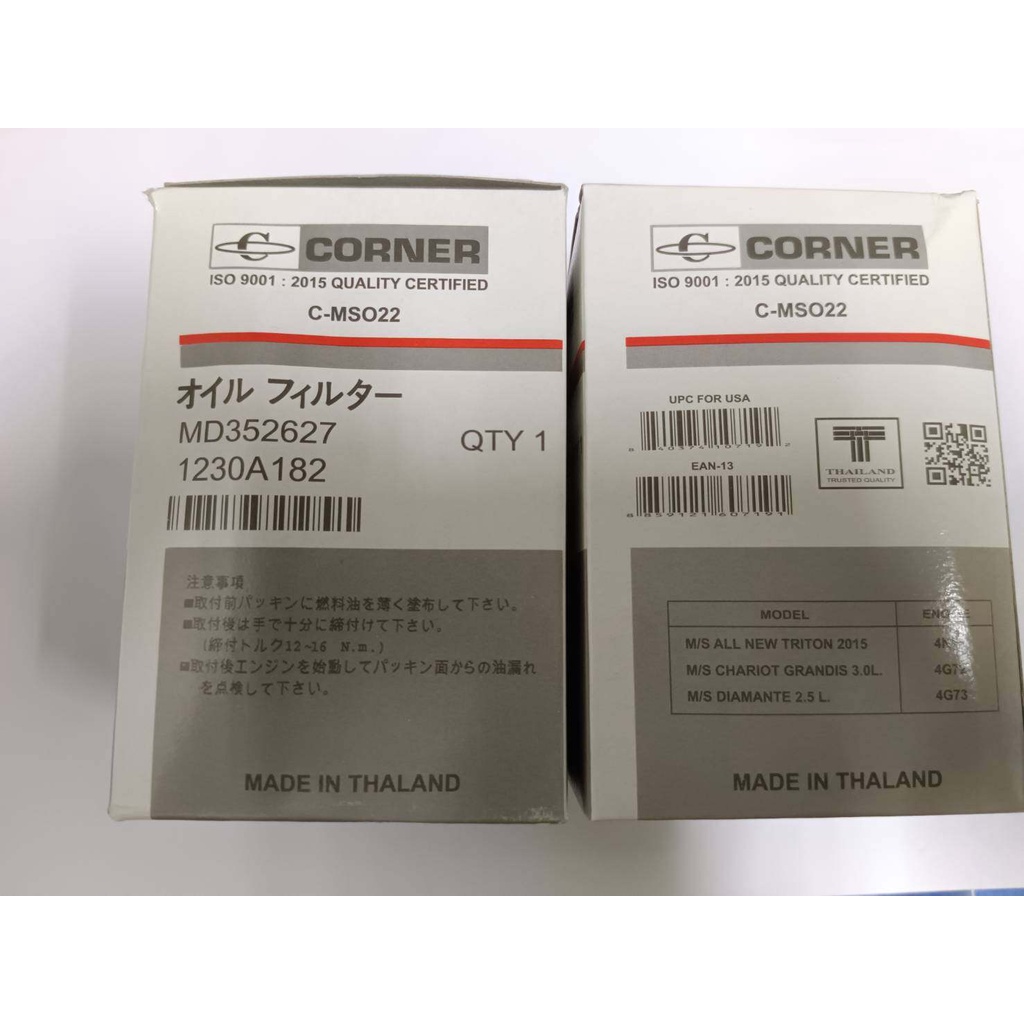 C CORNER
ISO 9001 : 2015 QUALITY CERTIFIED
C-MSO22
オイル フィルター
MD352627
QTY 1
1230A182
注意事項
■取付前パッキンに燃料油を薄く塗布して下さい。
■取付後は手で十分に締付けて下さい。
(締付トルク12~16 N.m.)
■取付後エンジンを始動してパッキン面からの油漏れ
を点検して下さい。
MADE IN THALAND
C CORNER
ISO 9001 : 2015 QUALITY CERTIFIED
C-MSO22
UPC FOR USA
EAN-13
8 859121 607191
THAILAND
TRUSTED QUALITY
MODEL ENGINE
M/S ALL NEW TRITON 2015
M/S CHARIOT GRANDIS 3.0L. 4G72
M/S DIAMANTE 2.5 L. 4G73
MADE IN THALAND